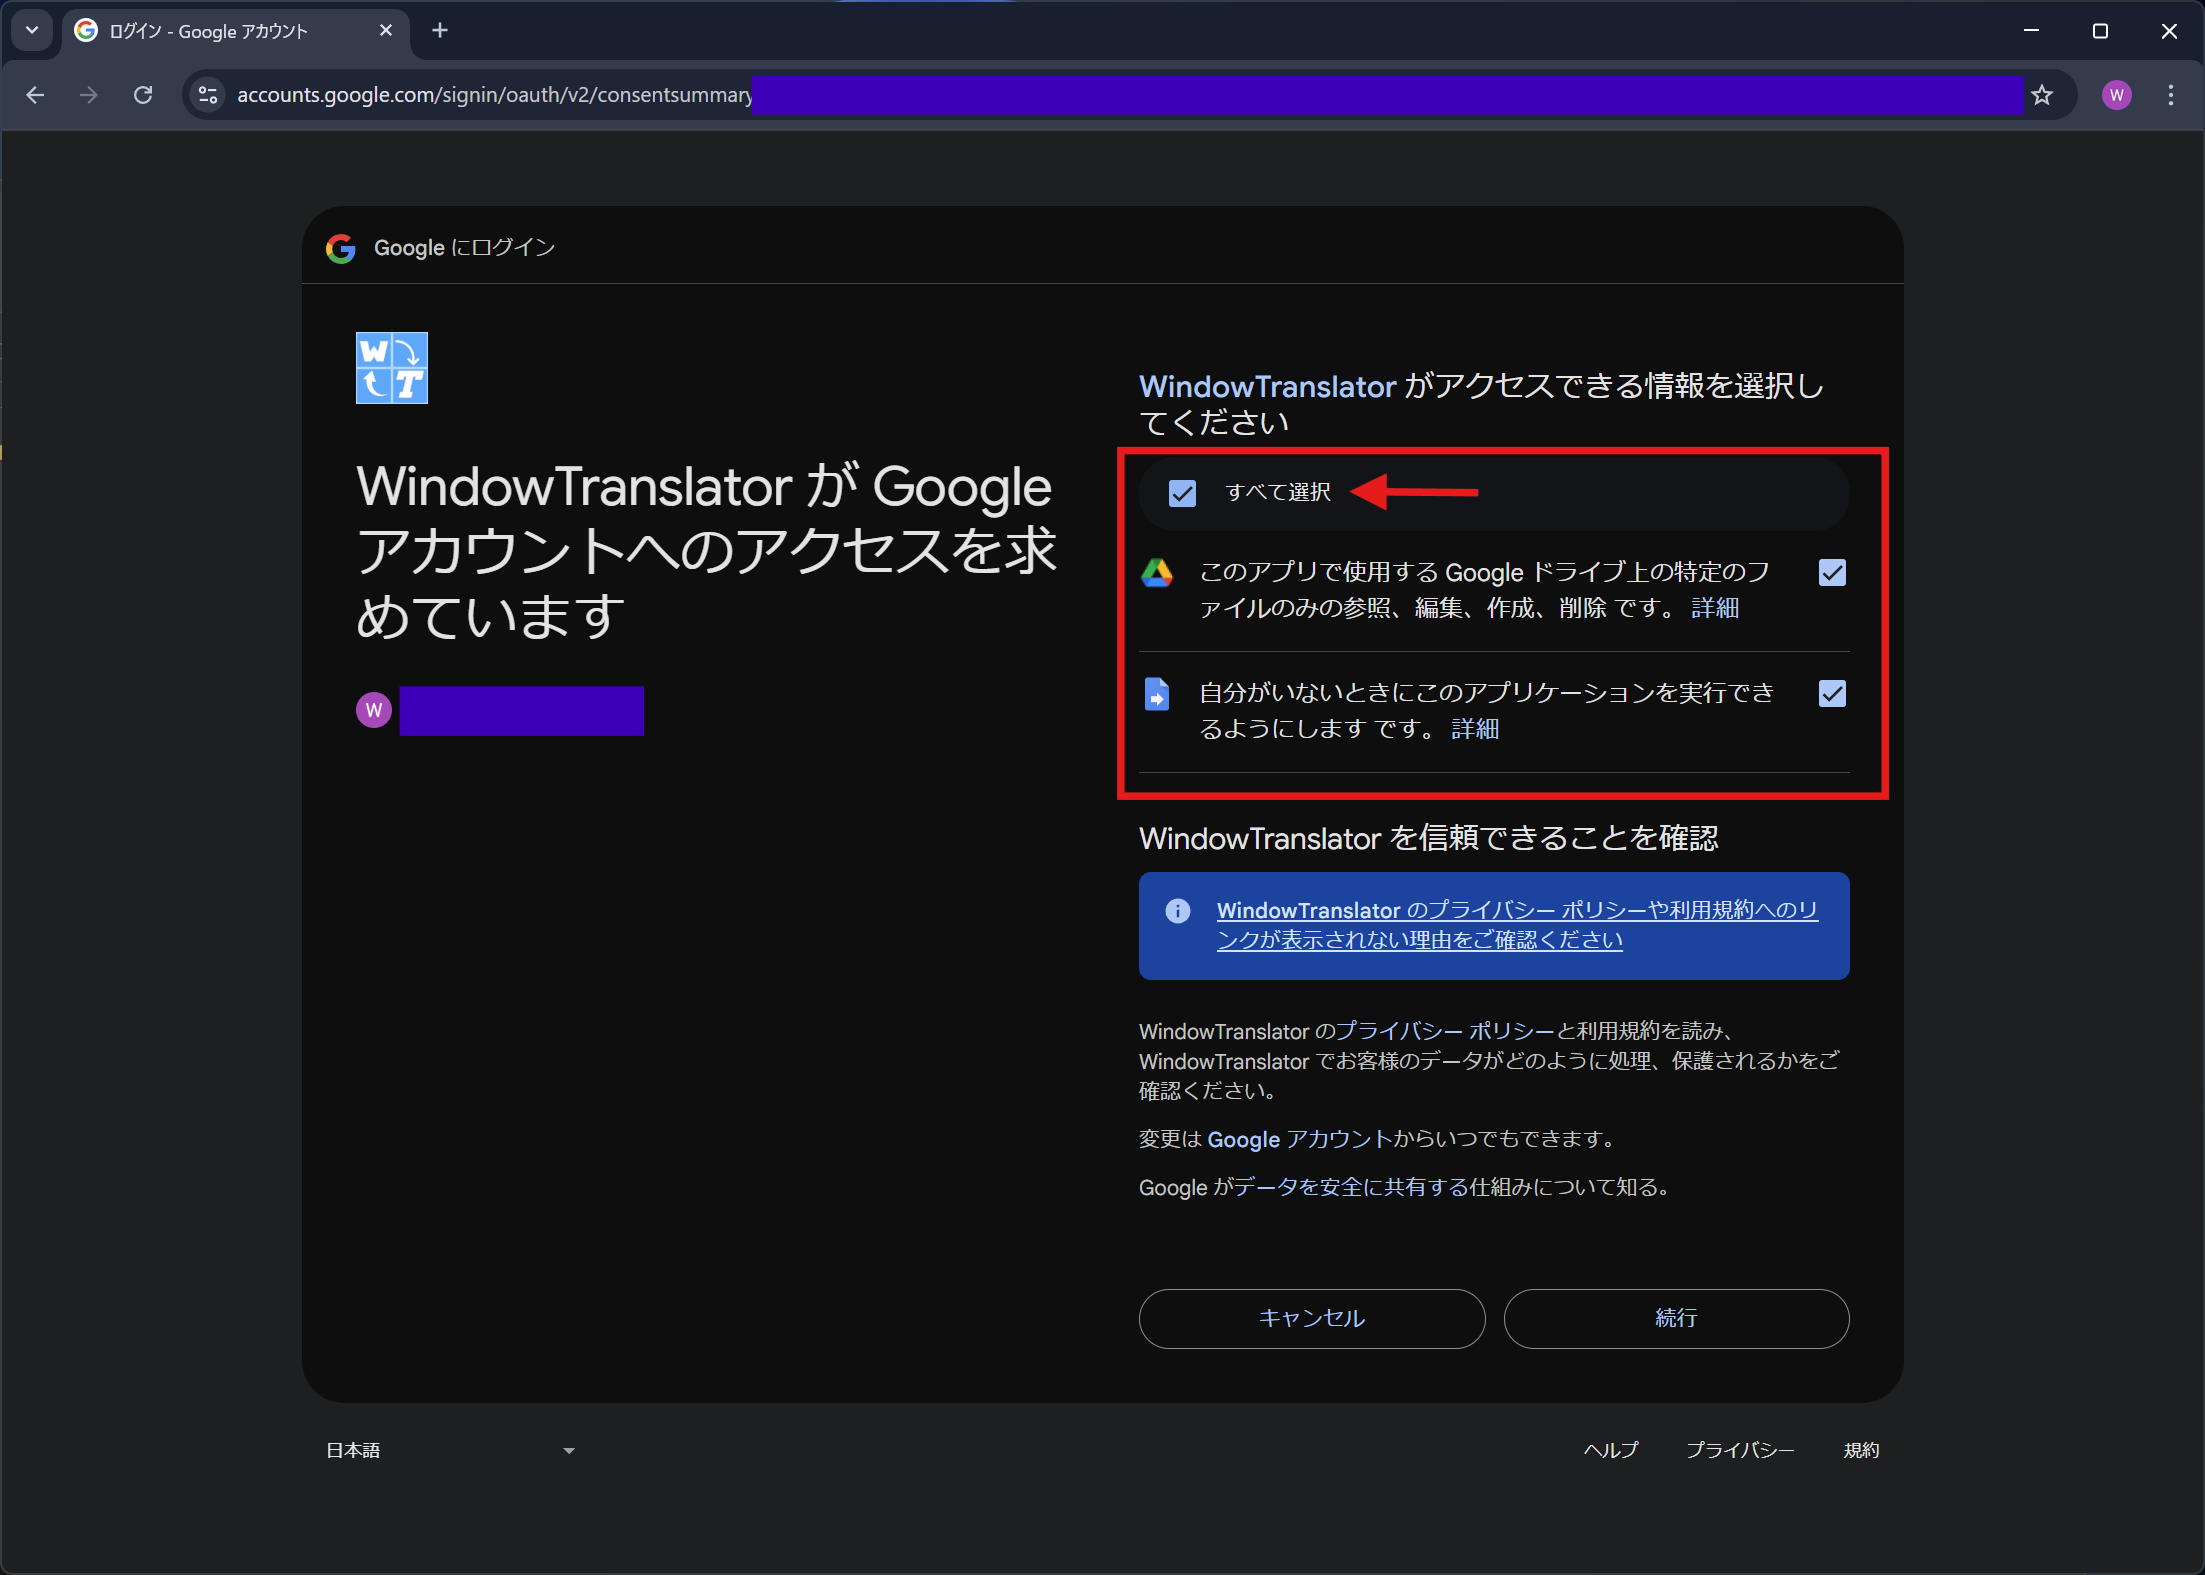 ログイン - Google アカウント
accounts.google.com/signin/oauth/v2/consentsummary
W
Google にログイン
W
T
WindowTranslator が Google
アカウントへのアクセスを求
めています
W
WindowTranslator がアクセスできる情報を選択し
てください
すべて選択
このアプリで使用する Google ドライブ上の特定のフ
ァイルのみの参照、編集、作成、削除 です。 詳細
自分がいないときにこのアプリケーションを実行でき
るようにします です。 詳細
WindowTranslator を信頼できることを確認
WindowTranslator のプライバシー ポリシーや利用規約へのリ
ンクが表示されない理由をご確認ください
WindowTranslator のプライバシー ポリシーと利用規約を読み、
WindowTranslator でお客様のデータがどのように処理、保護されるかをご
確認ください。
変更は Google アカウントからいつでもできます。
Google がデータを安全に共有する仕組みについて知る。
キャンセル
続行
日本語
ヘルプ
プライバシー
規約